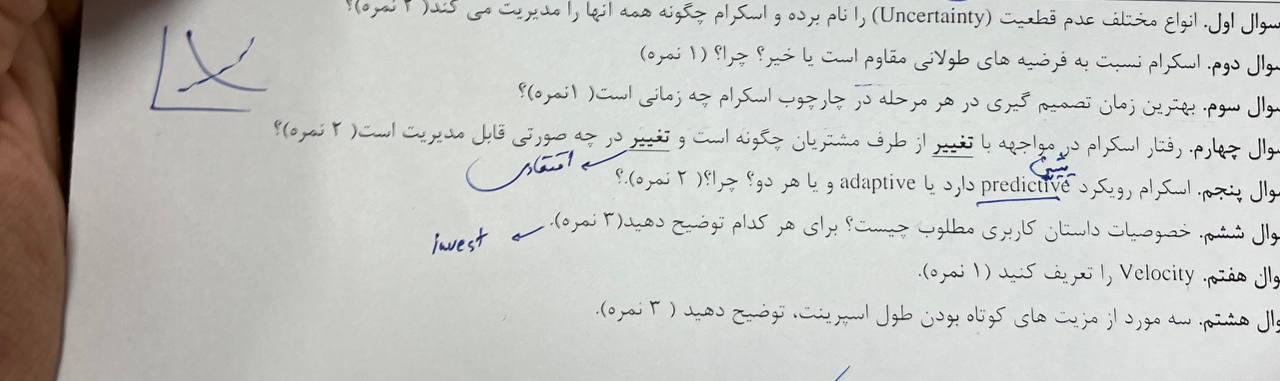 سوال اول. انواع مختلف عدم قطعیت (Uncertainty) را نام برده و اسکرام چگونه همه آنها را مدیریت می کند( ۲ نمره)؟
سوال دوم. اسکرام نسبت به فرضیه های طولانی مقاوم است یا خیر؟ چرا؟ (۱ نمره)
سوال سوم. بهترین زمان تصمیم گیری در هر مرحله در چارچوب اسکرام چه زمانی است( ۱نمره)؟
سوال چهارم. رفتار اسکرام در مواجهه با تغییر از طرف مشتریان چگونه است و تغییر در چه صورتی قابل مدیریت است( ۲ نمره)؟
اقتصادی
سوال پنجم. اسکرام رویکرد predictive دارد یا adaptive و یا هر دو؟ چرا؟( ۲ نمره).؟
وال ششم. خصوصیات داستان کاربری مطلوب چیست؟ برای هر کدام توضیح دهید(۳ نمره).
invest
وال هفتم. Velocity را تعریف کنید (۱ نمره).
وال هشتم. سه مورد از مزیت های کوتاه بودن طول اسپرینت، توضیح دهید ( ۳ نمره).